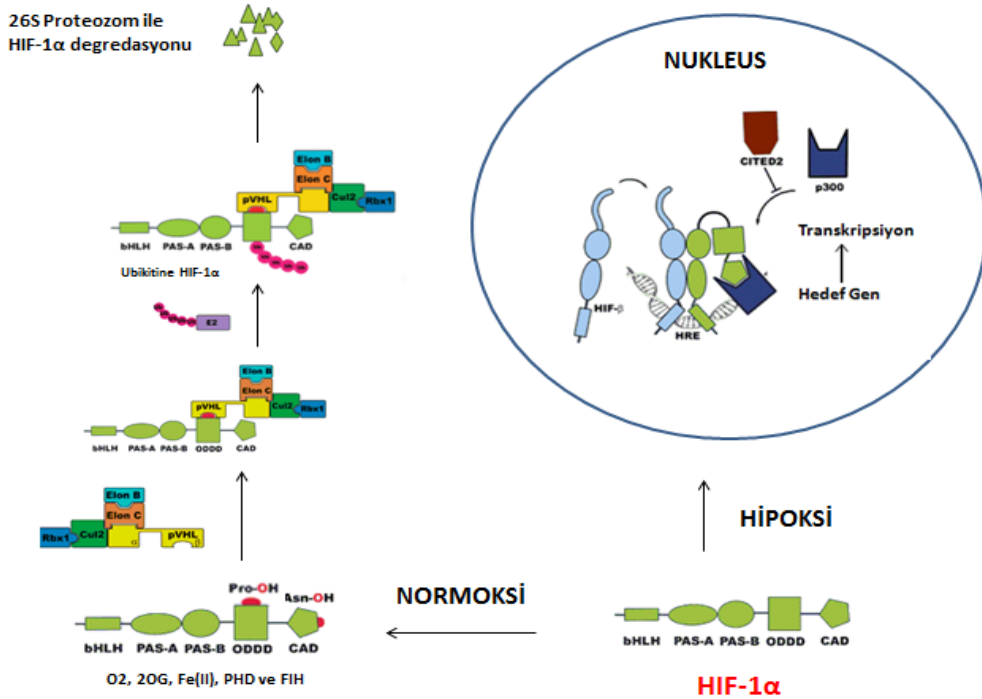 26S Proteozom ile
HIF-1α degredasyonu
Elon B
Elon C
pVHL
Cul2
Rbx1
bHLH PAS-A PAS-B CAD
Ubikitine HIF-1α
E2
Elon B
Elon C
pVHL
Cul2
Rbx1
bHLH PAS-A PAS-B ODDD CAD
Elon B
Elon C
Rbx1
Cul2
α
pVHL
β
Pro-OH
Asn-OH
bHLH PAS-A PAS-B ODDD CAD
O2, 2OG, Fe(II), PHD ve FIH
NORMOKSİ
NUKLEUS
CITED2
p300
Transkripsiyon
Hedef Gen
HIF-β
HRE
HİPOKSİ
bHLH PAS-A PAS-B ODDD CAD
HIF-1α